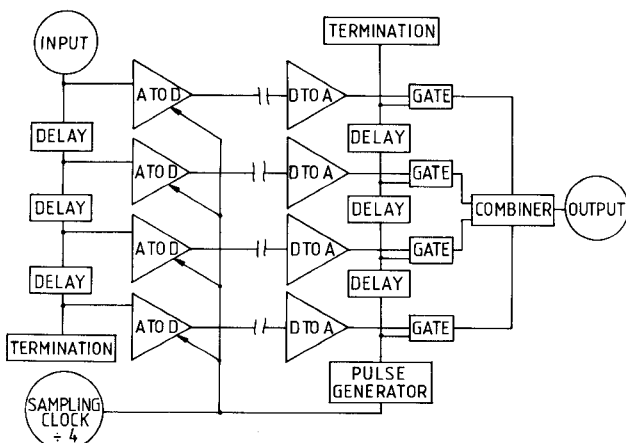 INPUT
TERMINATION
A TO D
D TO A
GATE
DELAY
DELAY
A TO D
D TO A
GATE
DELAY
DELAY
COMBINER
OUTPUT
A TO D
D TO A
GATE
DELAY
DELAY
A TO D
D TO A
GATE
TERMINATION
PULSE
GENERATOR
SAMPLING
CLOCK
÷ 4